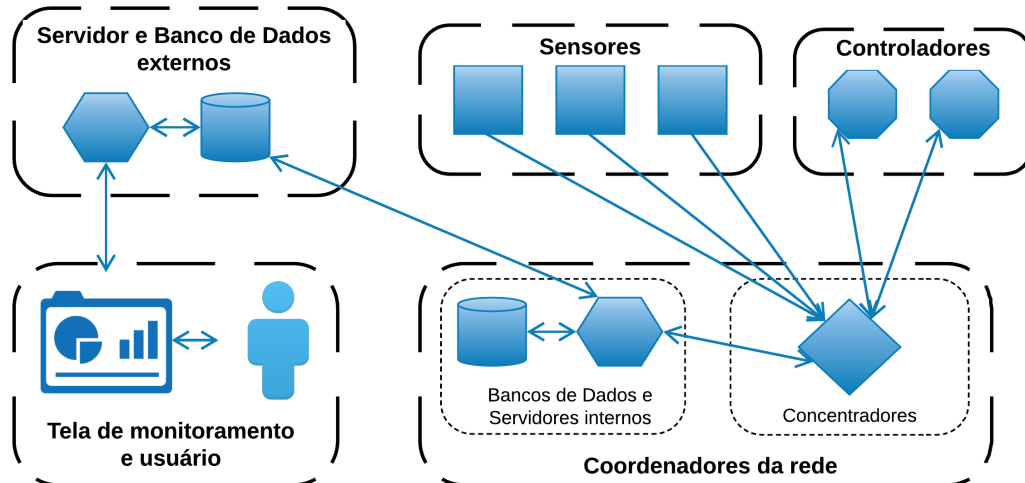 Servidor e Banco de Dados
externos
Sensores
Controladores
Bancos de Dados e
Servidores internos
Concentradores
Tela de monitoramento
e usuário
Coordenadores da rede